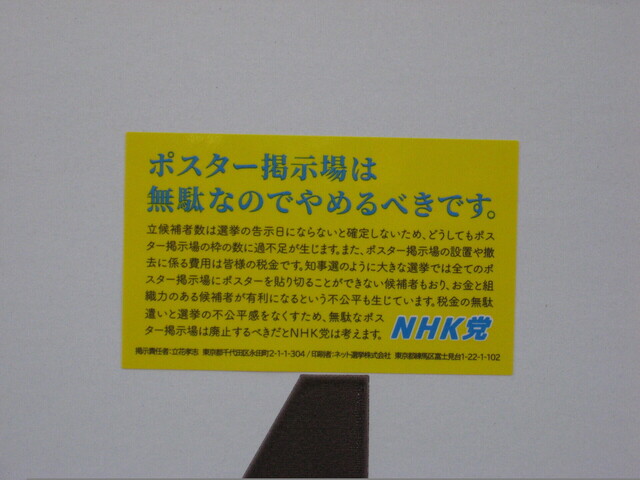 ポスター掲示場は
無駄なのでやめるべきです。
立候補者数は選挙の告示日にならないと確定しないため、どうしてもポス
ター掲示場の枠の数に過不足が生じます。また、ポスター掲示場の設置や撤
去に係る費用は皆様の税金です。知事選のように大きな選挙では全てのポ
スター掲示場にポスターを貼り切ることができない候補者もおり、お金と組
織力のある候補者が有利になるという不公平も生じています。税金の無駄
遣いと選挙の不公平感をなくすため、無駄なポス
ター掲示場は廃止するべきだとNHK党は考えます。
NHK党
掲示責任者:立花孝志 東京都千代田区永田町2-1-1-304/印刷者:ネット選挙株式会社 東京都練馬区富士見台1-22-1-102